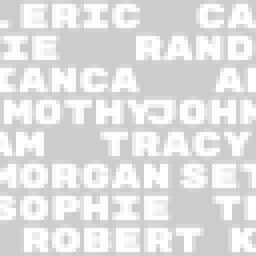 ERIC CA
IE RAND
IANCA A
MOTHYJOHN
AM TRACY
MORGAN SET
SOPHIE T
ROBERT K